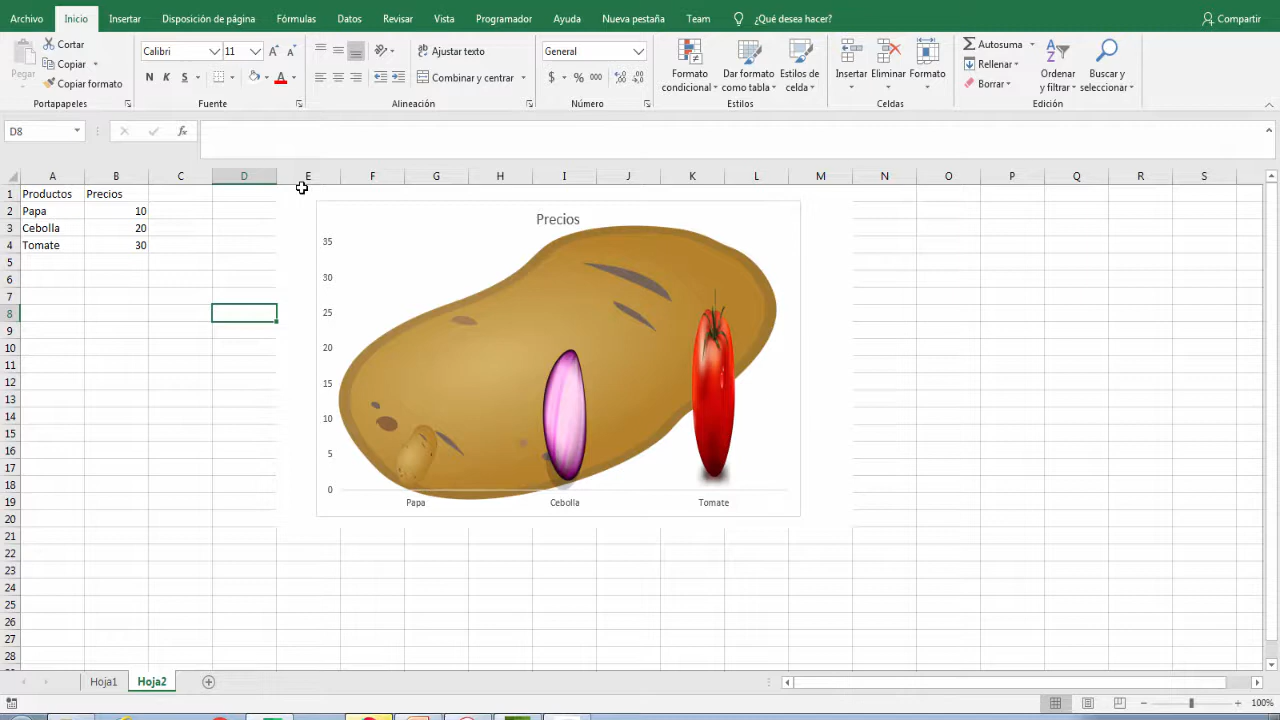 Archivo Inicio Insertar Disposición de página Fórmulas Datos Revisar Vista Programador Ayuda Nueva pestaña Team ¿Qué desea hacer? Compartir
Pegar
Cortar
Copiar
Copiar formato
Portapapeles
Calibri 11
N K S
Fuente
Ajustar texto
Combinar y centrar
Alineación
General
$ % 000
Número
Formato condicional
Dar formato como tabla
Estilos de celda
Estilos
Insertar
Eliminar
Formato
Celdas
Autosuma
Rellenar
Borrar
Ordenar y filtrar
Buscar y seleccionar
Edición
D8 fx
A B C D E F G H I J K L M N O P Q R S
1 Productos Precios
2 Papa 10
3 Cebolla 20
4 Tomate 30
5
6
7
8
9
10
11
12
13
14
15
16
17
18
19
20
21
22
23
24
25
26
27
28
Precios
35
30
25
20
15
10
5
0
Papa Cebolla Tomate
Hoja1 Hoja2
100%